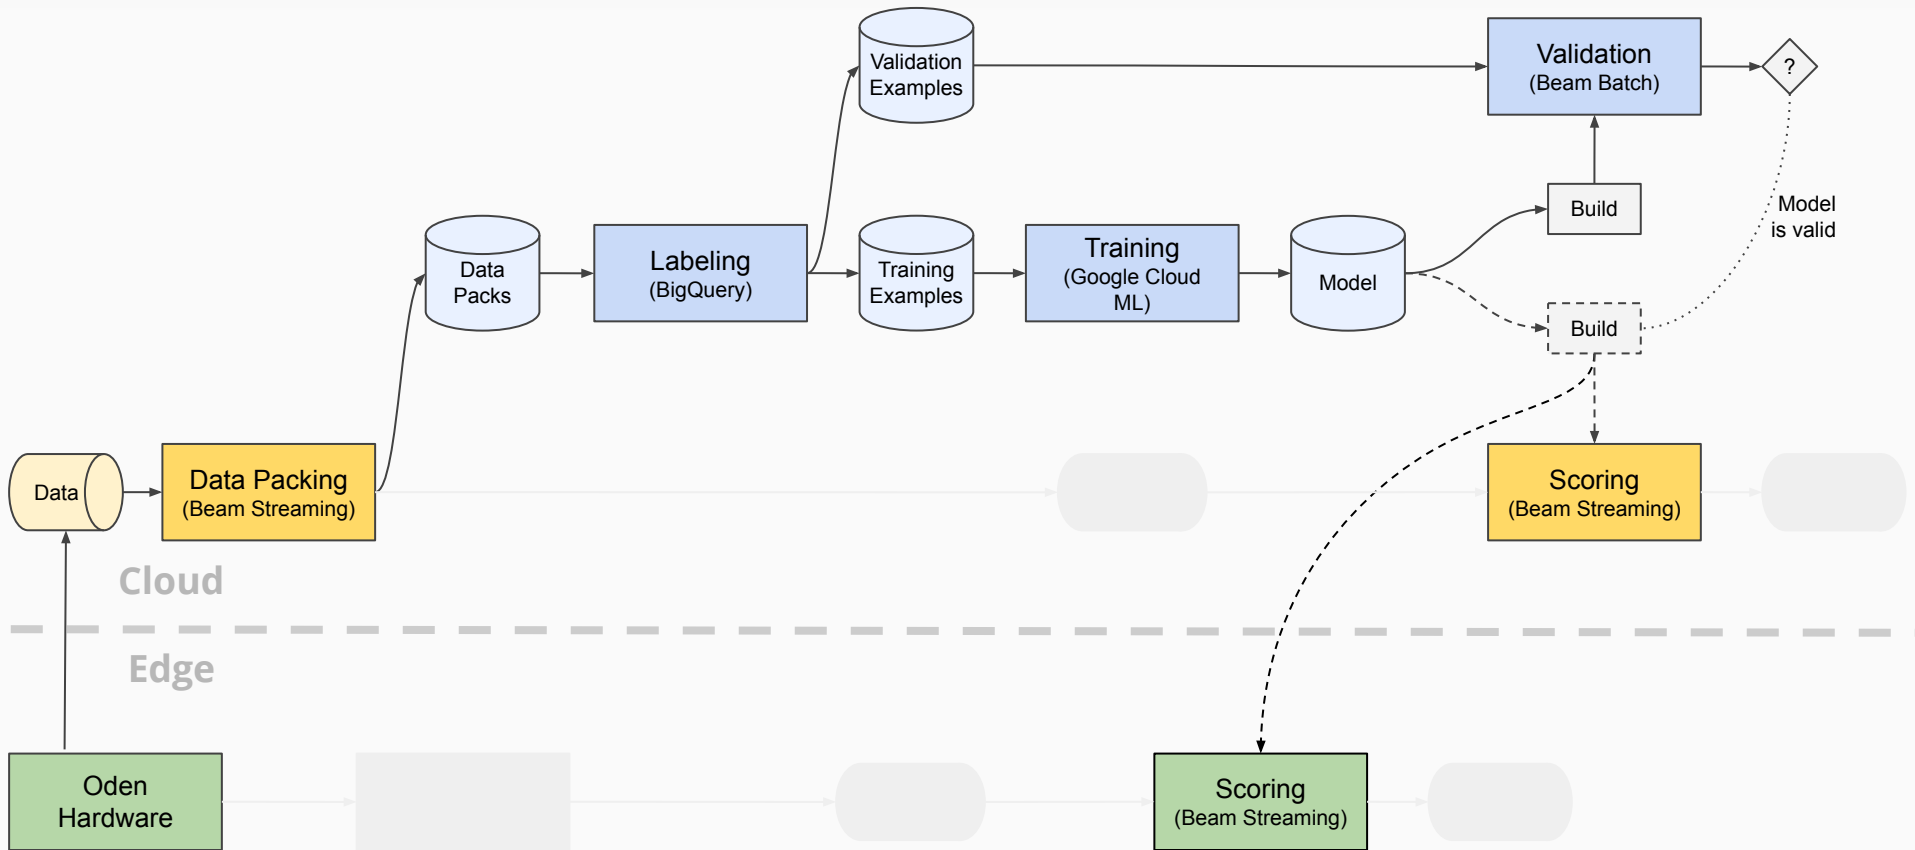 Validation
Examples
Validation
(Beam Batch)
?
Build
Model
is valid
Data
Packs
Labeling
(BigQuery)
Training
Examples
Training
(Google Cloud
ML)
Model
Build
Data
Data Packing
(Beam Streaming)
Scoring
(Beam Streaming)
Cloud
Edge
Oden
Hardware
Scoring
(Beam Streaming)